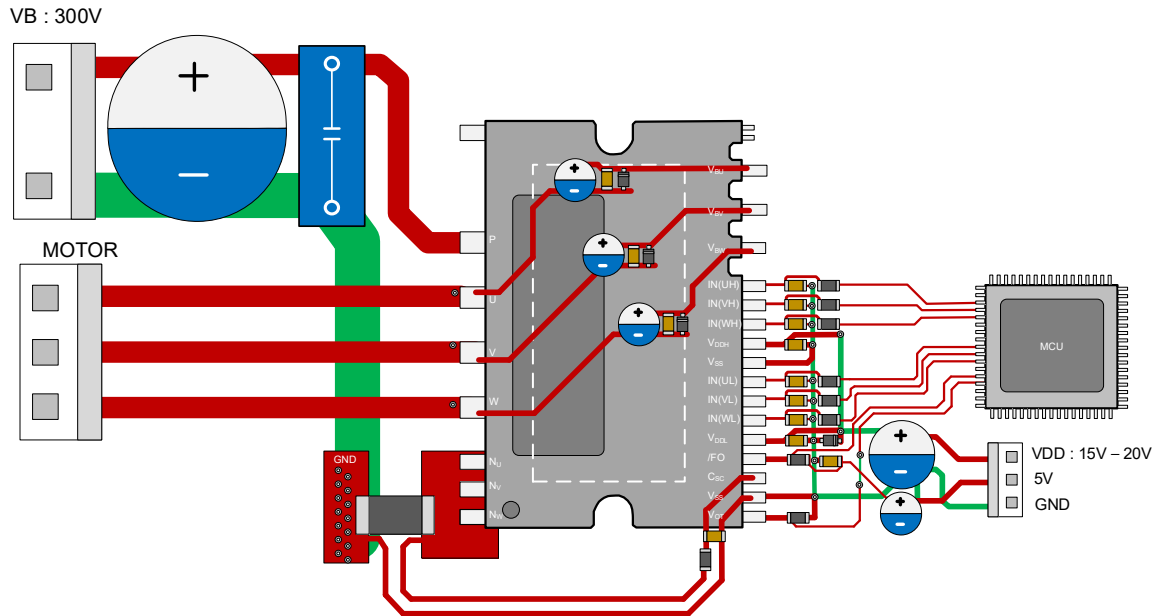 VB : 300V
MOTOR
P
U
V
W
GND
NU
NV
NW
VBU
VBV
VBW
IN(UH)
IN(VH)
IN(WH)
VDDH
VSS
IN(UL)
IN(VL)
IN(WL)
VDDL
/FO
CSC
VSS
VOT
MCU
VDD : 15V – 20V
5V
GND